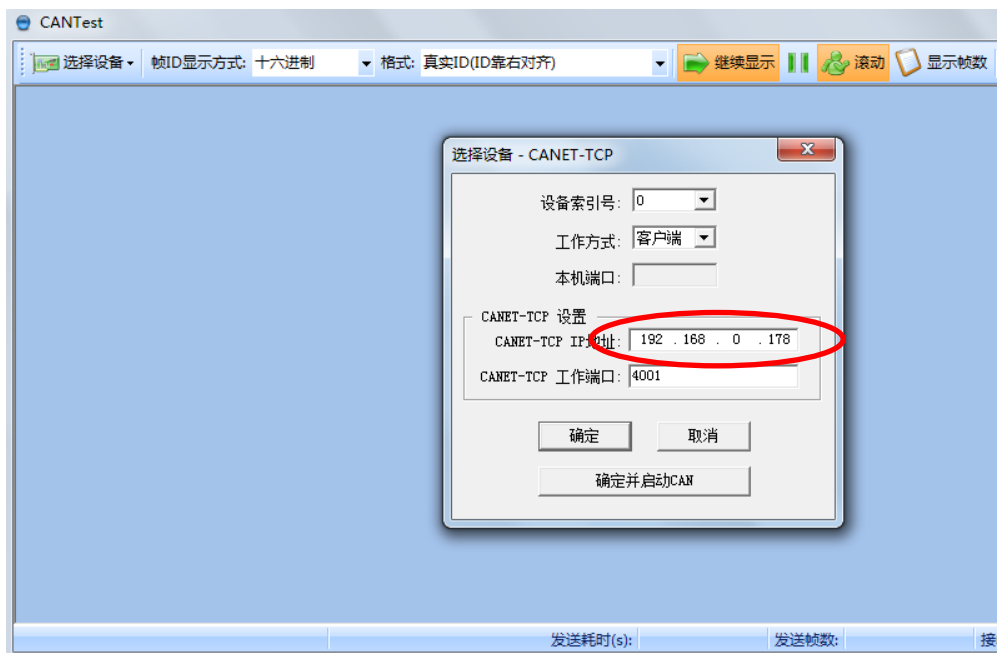 CANTest
选择设备 帧ID显示方式: 十六进制 格式: 真实ID(ID靠右对齐) 继续显示 滚动 显示帧数
选择设备 - CANET-TCP
设备索引号: 0
工作方式: 客户端
本机端口:
CANET-TCP 设置
CANET-TCP IP地址: 192 . 168 . 0 . 178
CANET-TCP 工作端口: 4001
确定 取消
确定并启动CAN
发送耗时(s): 发送帧数: 接